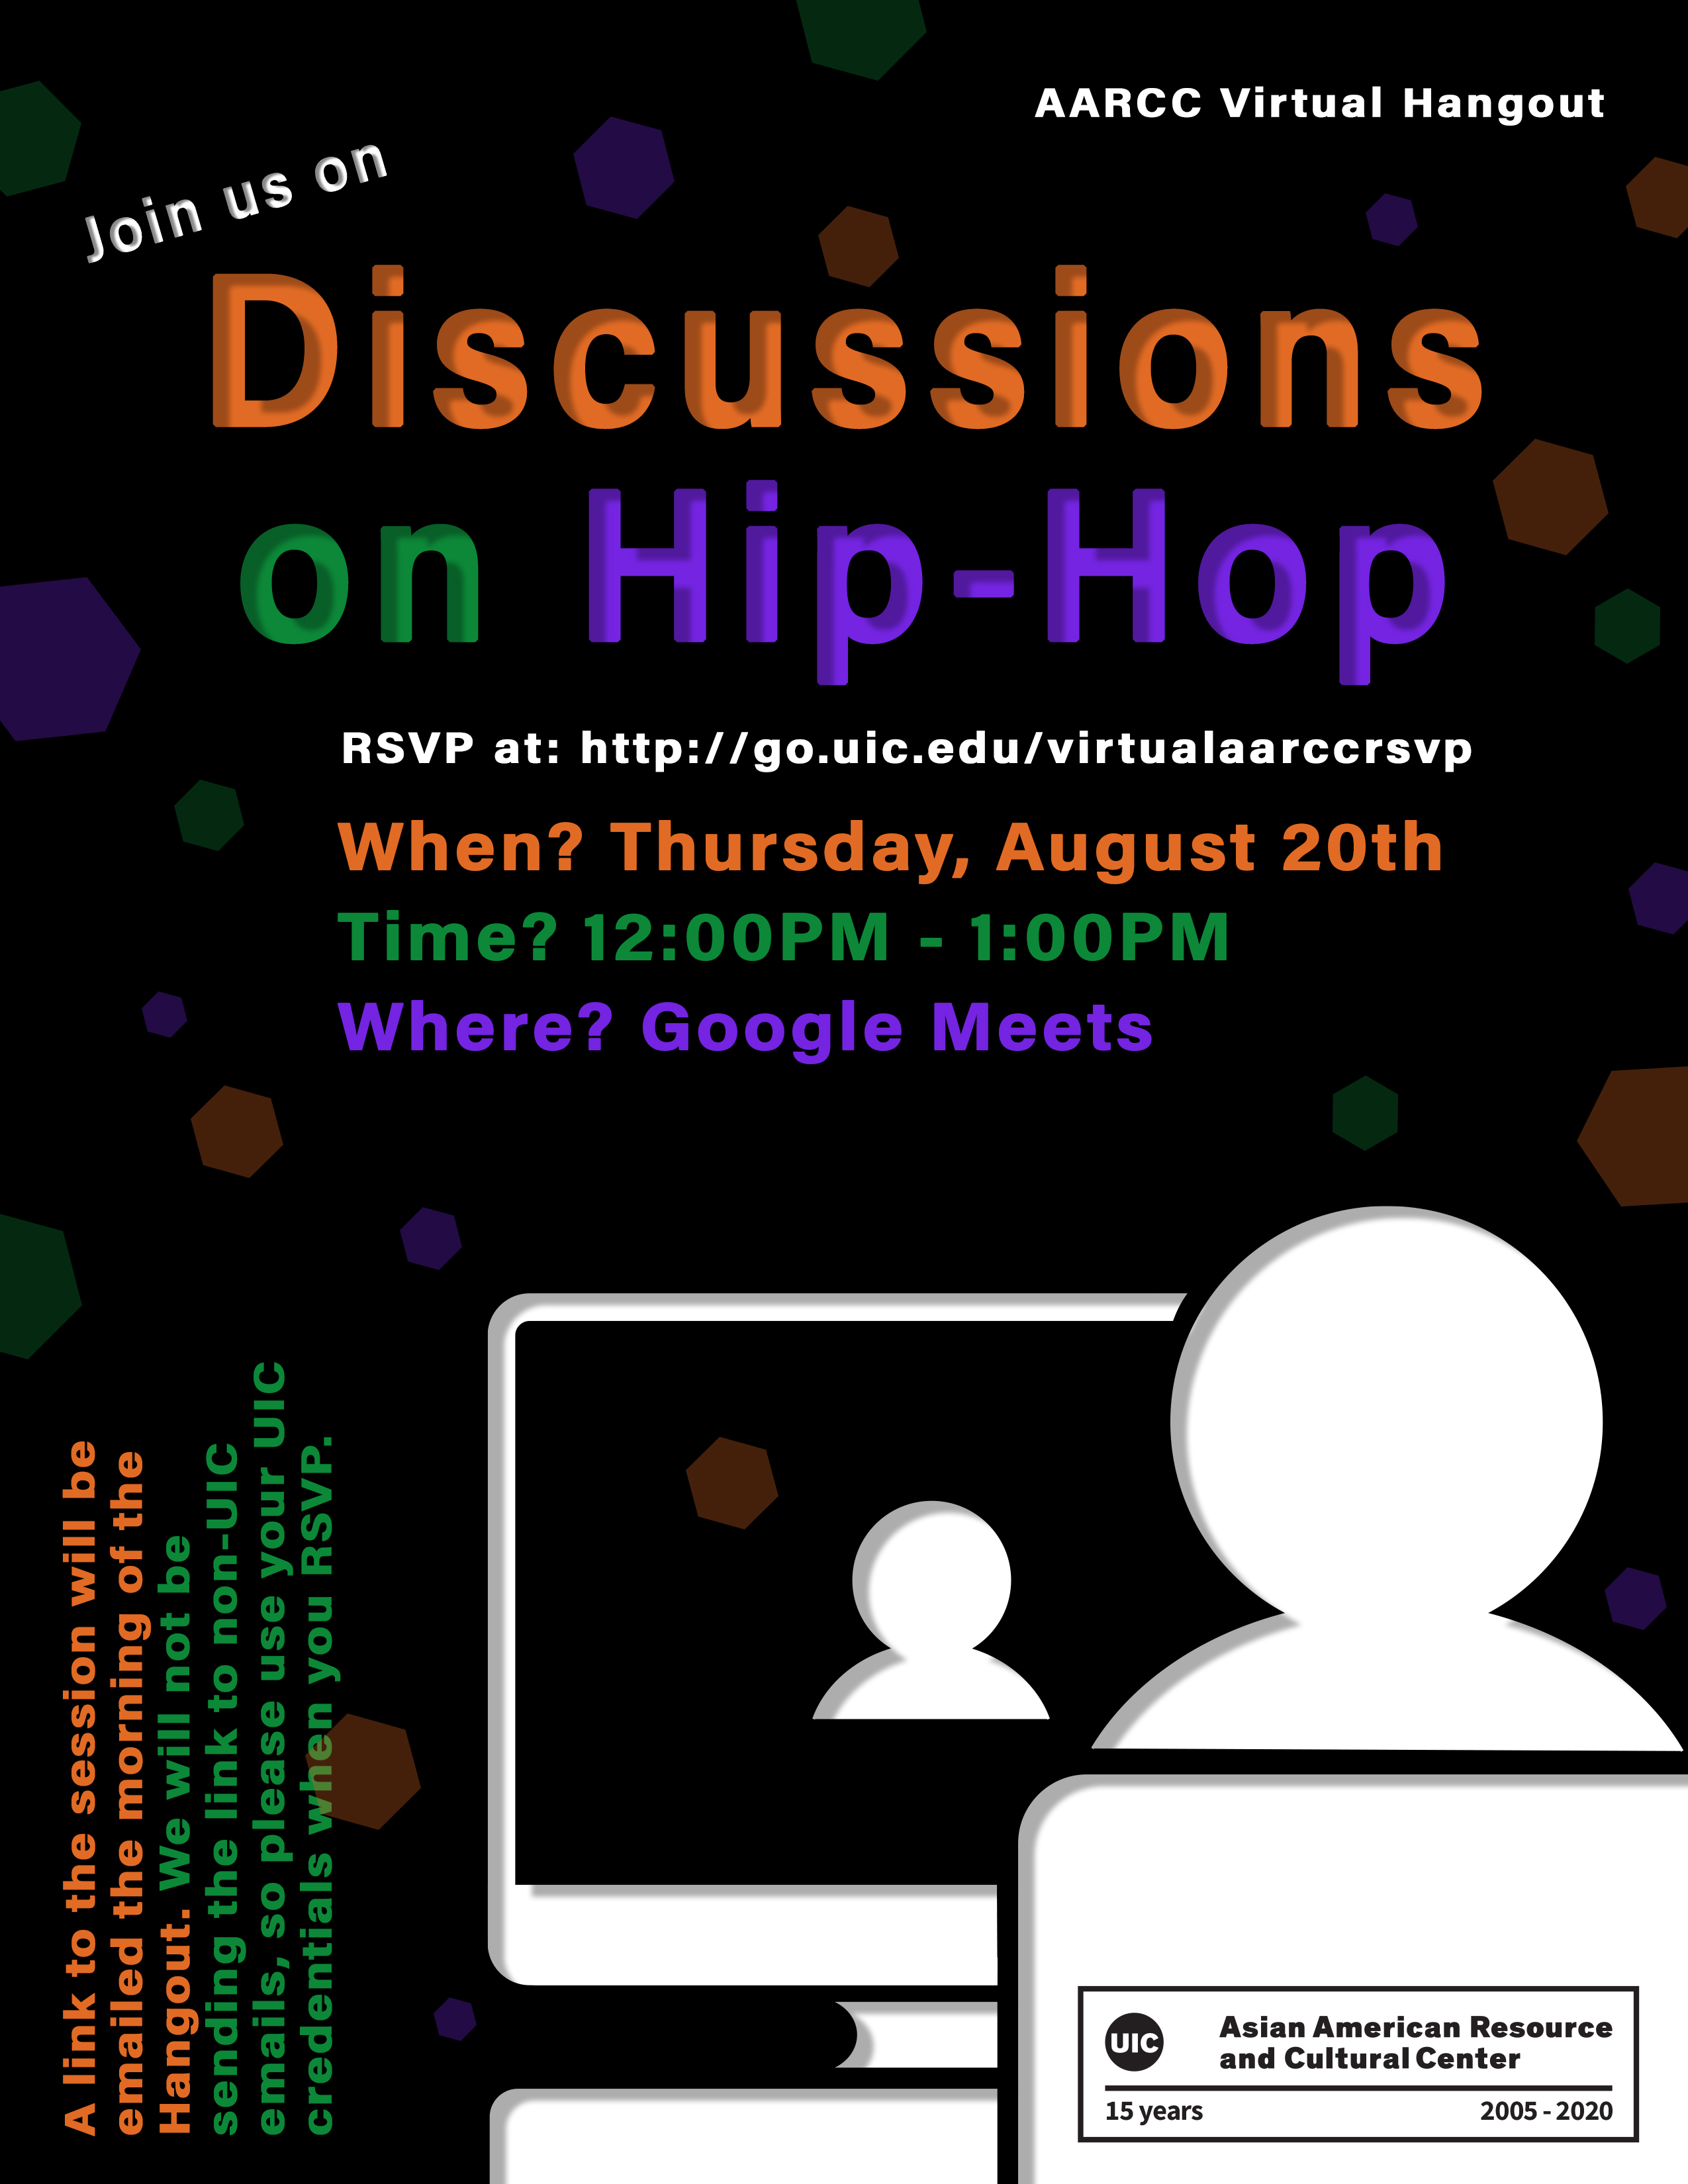 AARCC Virtual Hangout
Join us on
Discussions
on Hip-Hop
RSVP at: http://go.uic.edu/virtualaarccrsvp
When? Thursday, August 20th
Time? 12:00PM - 1:00PM
Where? Google Meets
A link to the session will be
emailed the morning of the
Hangout. We will not be
sending the link to non-UIC
emails, so please use your UIC
credentials when you RSVP.
UIC
Asian American Resource
and Cultural Center
15 years 2005 - 2020